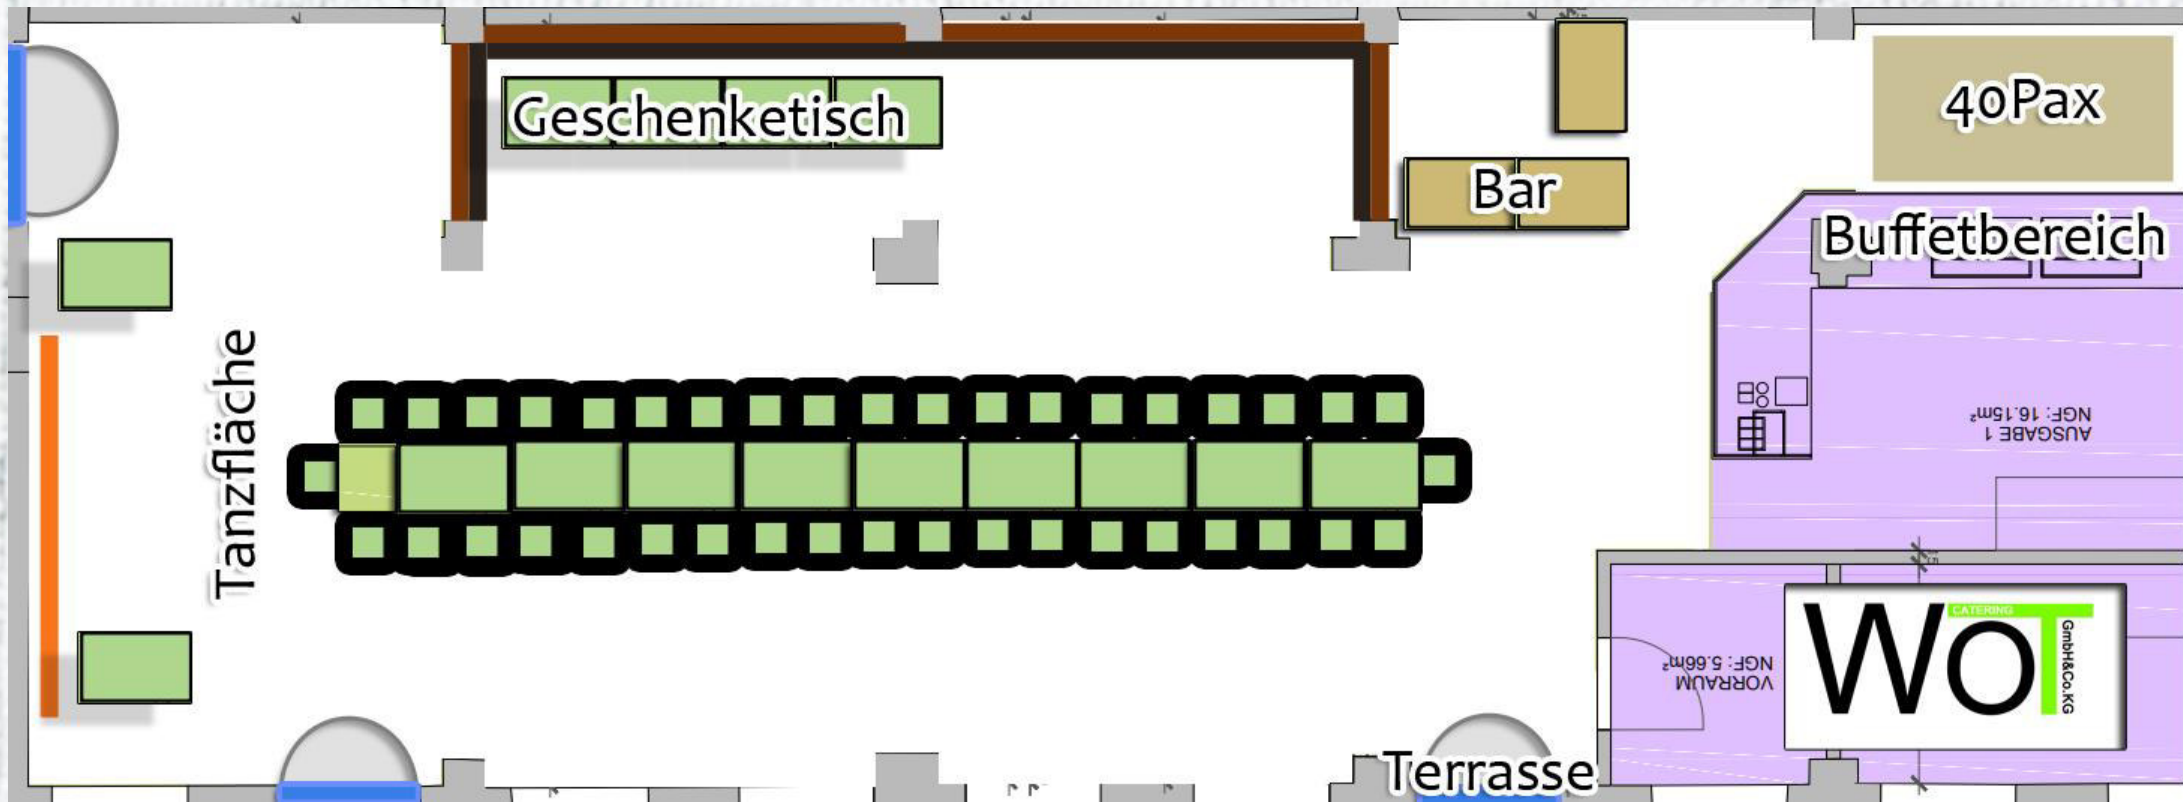 Geschenketisch
40Pax
Bar
Buffetbereich
Tanzfläche
AUSGABE 1
NGF: 16.15m²
VORRAUM
NGF: 5.66m²
Terrasse
WOT
CATERING
GmbH&Co.KG